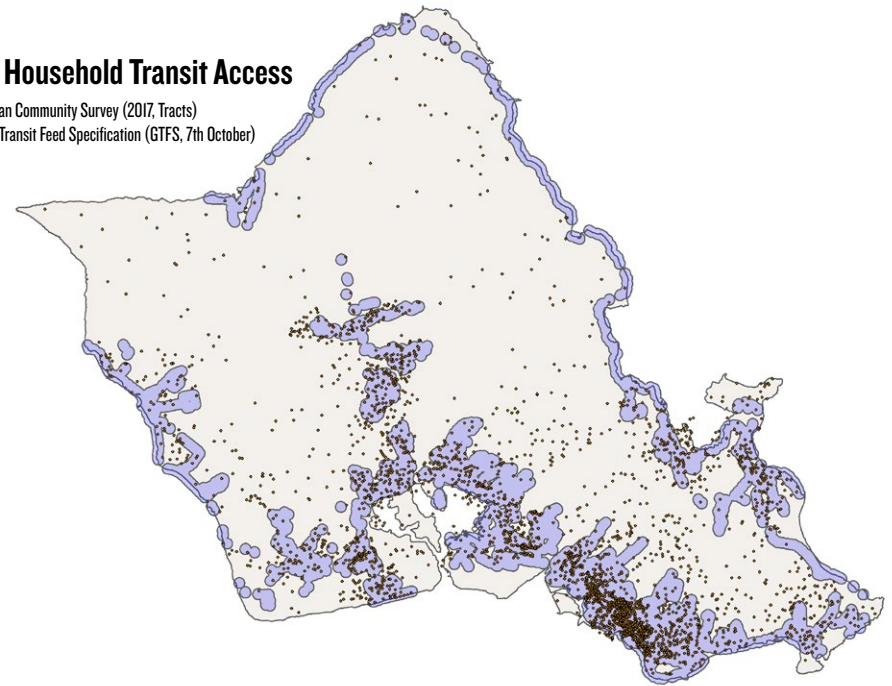 Household Transit Access
an Community Survey (2017, Tracts)
Transit Feed Specification (GTFS, 7th October)